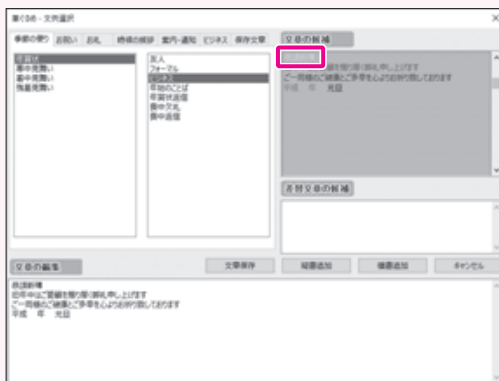 筆ぐるめ - 文例選択
季節の便り お祝い お礼 時候の挨拶 案内・通知 ビジネス 保存文章
年賀状
寒中見舞い
暑中見舞い
残暑見舞い
友人
フォーマル
ビジネス
年始のことば
年賀状返信
喪中欠礼
喪中返信
文章の候補
恭頌新禧
ご一同様のご健康とご多幸を心よりお祈り致しております
平成 年 元旦
差替文章の候補
文章の編集
文章保存 縦書追加 横書追加 キャンセル
恭頌新禧
旧年中はご愛顧を賜り厚く御礼申し上げます
ご一同様のご健康とご多幸を心よりお祈り致しております
平成 年 元旦